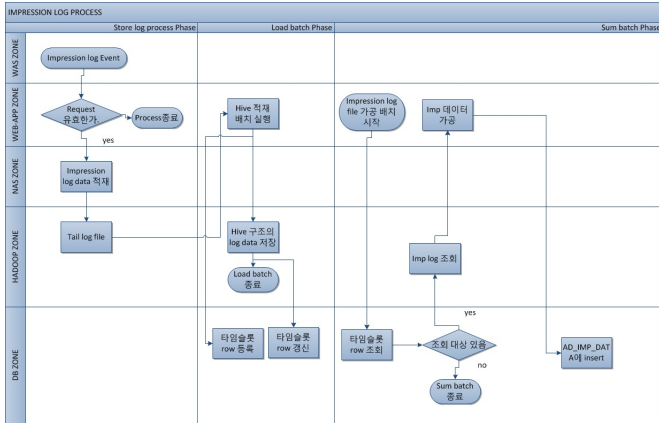 IMPRESSION LOG PROCESS
Store log process Phase
Load batch Phase
Sum batch Phase
WAS ZONE
Impression log Event
WEB-APP ZONE
Request
유효한가.
yes
Process종료
Hive 적재
배치 실행
Impression log
file 가공 배치
시작
Imp 데이터
가공
NAS ZONE
Impression
log data 적재
HADOOP ZONE
Tail log file
Hive 구조의
log data 저장
Load batch
종료
Imp log 조회
DB ZONE
타임슬롯
row 등록
타임슬롯
row 갱신
타임슬롯
row 조회
yes
조회 대상 있음
no
Sum batch
종료
AD_IMP_DAT
A에 insert